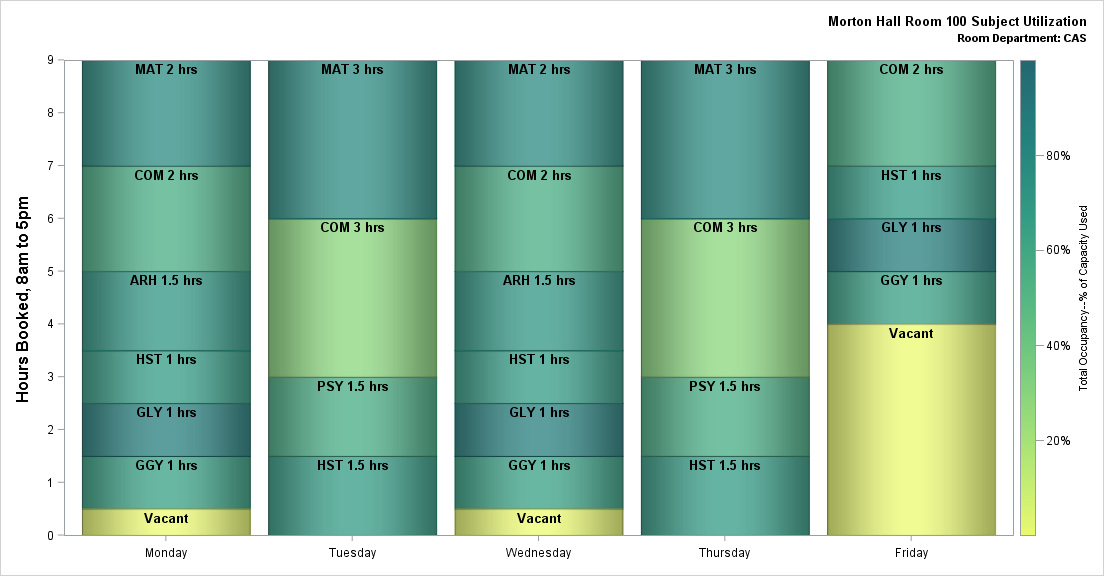 Morton Hall Room 100 Subject Utilization
Room Department: CAS
Hours Booked, 8am to 5pm
9
8
7
6
5
4
3
2
1
0
MAT 2 hrs
COM 2 hrs
ARH 1.5 hrs
HST 1 hrs
GLY 1 hrs
GGY 1 hrs
Vacant
Monday
MAT 3 hrs
COM 3 hrs
PSY 1.5 hrs
HST 1.5 hrs
Tuesday
MAT 2 hrs
COM 2 hrs
ARH 1.5 hrs
HST 1 hrs
GLY 1 hrs
GGY 1 hrs
Vacant
Wednesday
MAT 3 hrs
COM 3 hrs
PSY 1.5 hrs
HST 1.5 hrs
Thursday
COM 2 hrs
HST 1 hrs
GLY 1 hrs
GGY 1 hrs
Vacant
Friday
80%
60%
40%
20%
Total Occupancy--% of Capacity Used